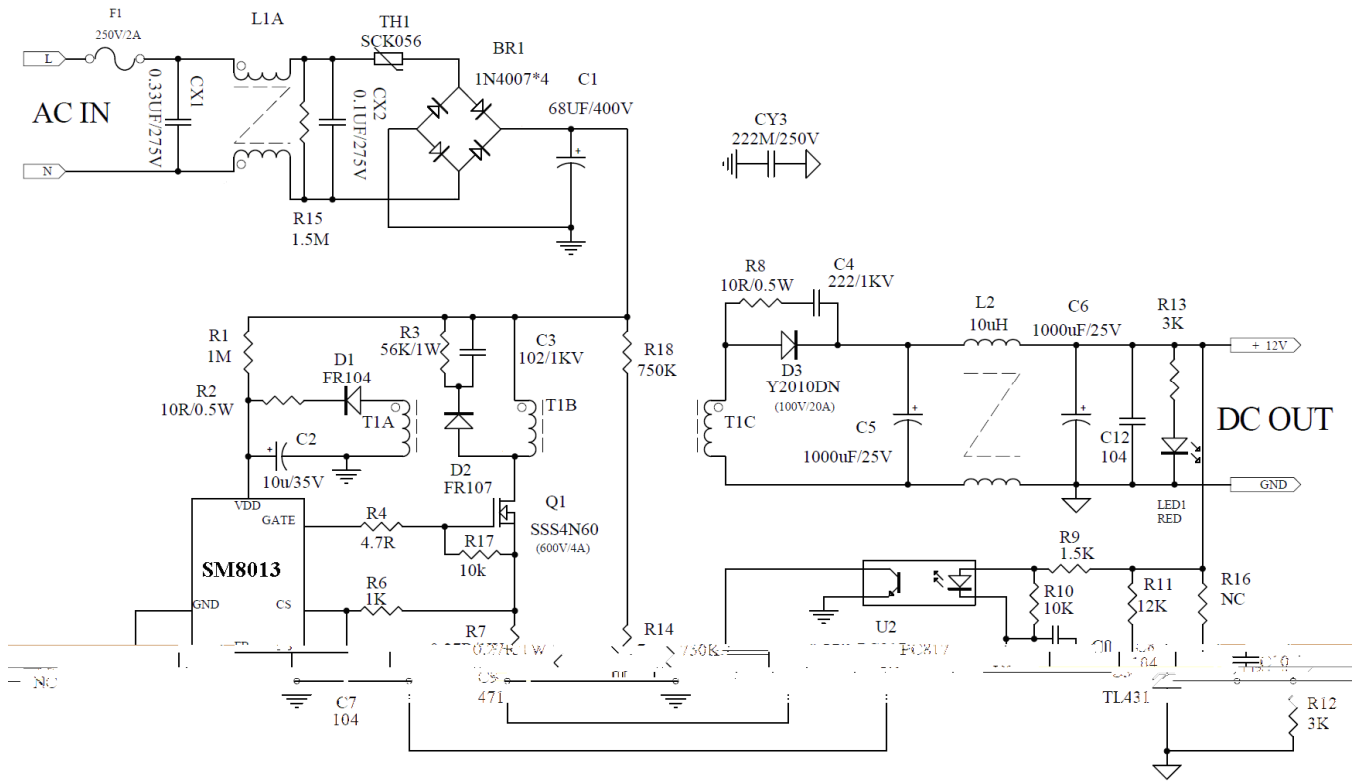 F1
250V/2A
L1A
TH1
SCK056
BR1
1N4007*4
C1
68UF/400V
L
AC IN
N
CX1
0.33UF/275V
CX2
0.1UF/275V
R15
1.5M
CY3
222M/250V
R8
10R/0.5W
C4
222/1KV
L2
10uH
C6
1000uF/25V
R13
3K
R1
1M
R3
56K/1W
C3
102/1KV
R18
750K
D3
Y2010DN
(100V/20A)
+ 12V
D1
FR104
R2
10R/0.5W
T1A
T1B
T1C
C5
1000uF/25V
C12
104
DC OUT
C2
10u/35V
D2
FR107
GND
LED1
RED
VDD
GATE
R4
4.7R
Q1
SSS4N60
(600V/4A)
R17
10k
SM8013
R6
1K
GND
CS
R9
1.5K
R10
10K
R11
12K
R16
NC
U2
R7
R14
NC
C7
104
471
TL431
R12
3K